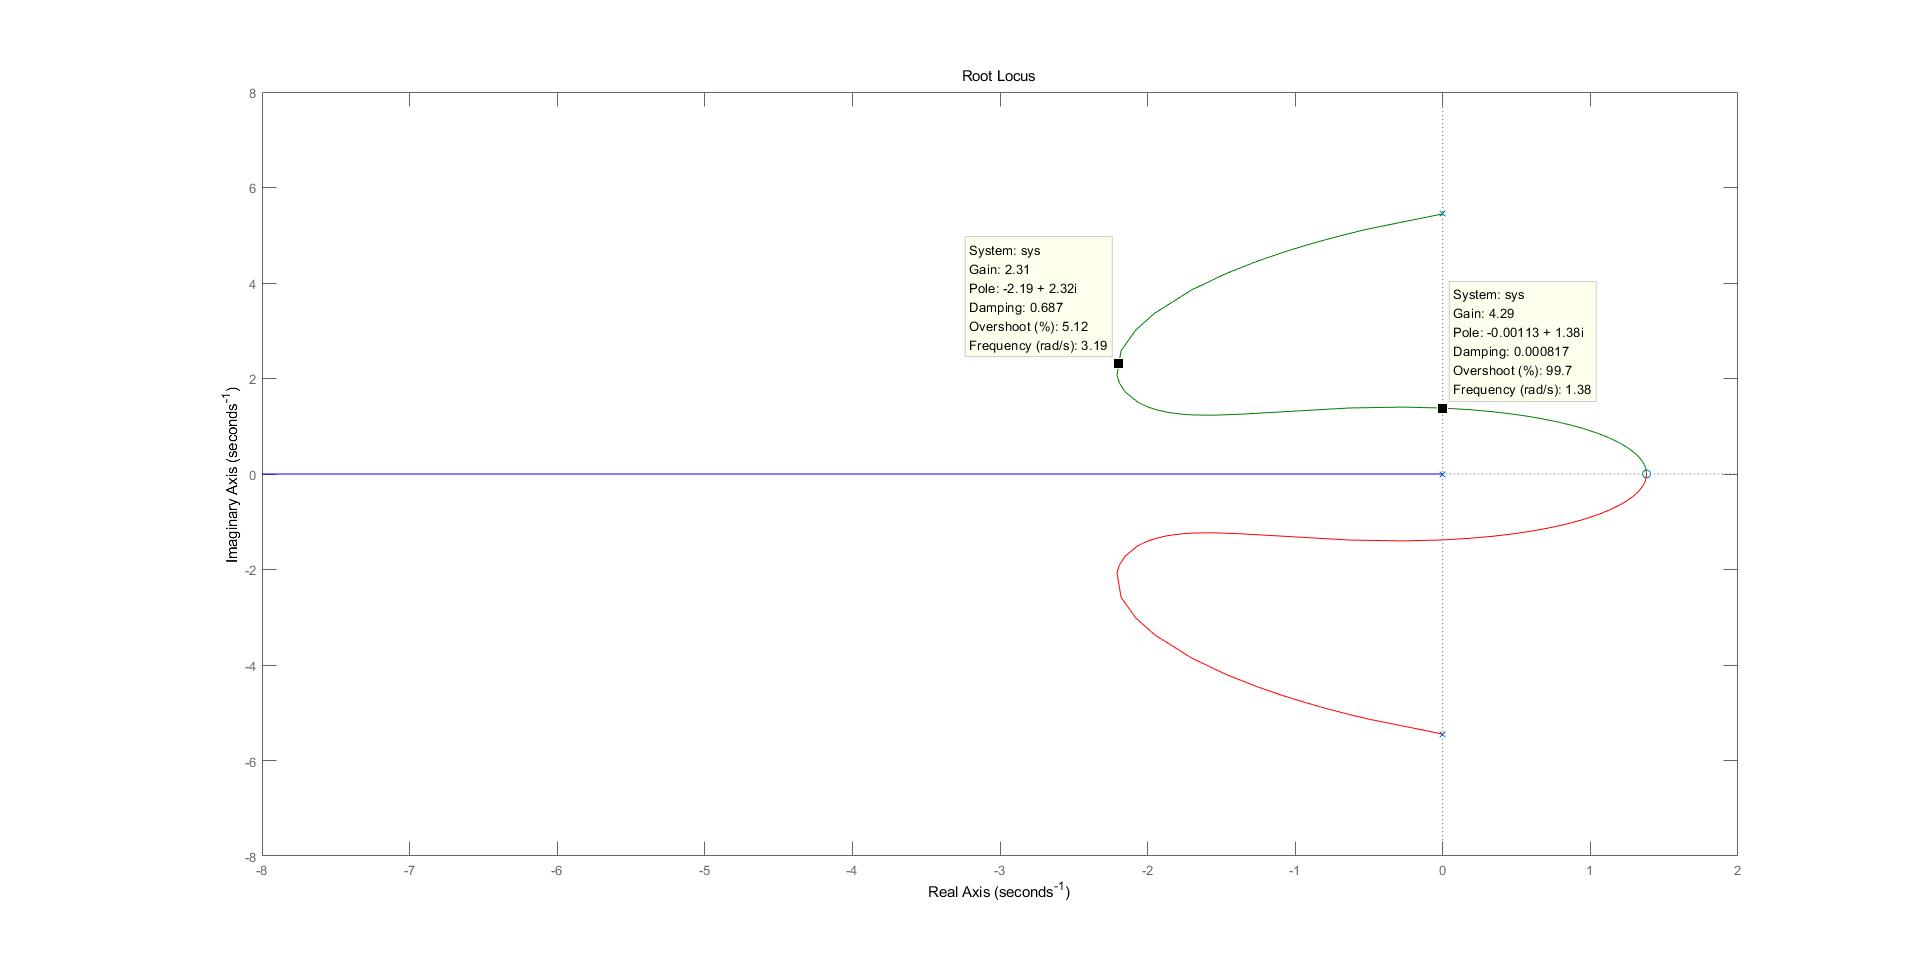 Root Locus
8
6
4
2
0
-2
-4
-6
-8
Imaginary Axis (seconds-1)
System: sys
Gain: 2.31
Pole: -2.19 + 2.32i
Damping: 0.687
Overshoot (%): 5.12
Frequency (rad/s): 3.19
System: sys
Gain: 4.29
Pole: -0.00113 + 1.38i
Damping: 0.000817
Overshoot (%): 99.7
Frequency (rad/s): 1.38
-8 -7 -6 -5 -4 -3 -2 -1 0 1 2
Real Axis (seconds-1)